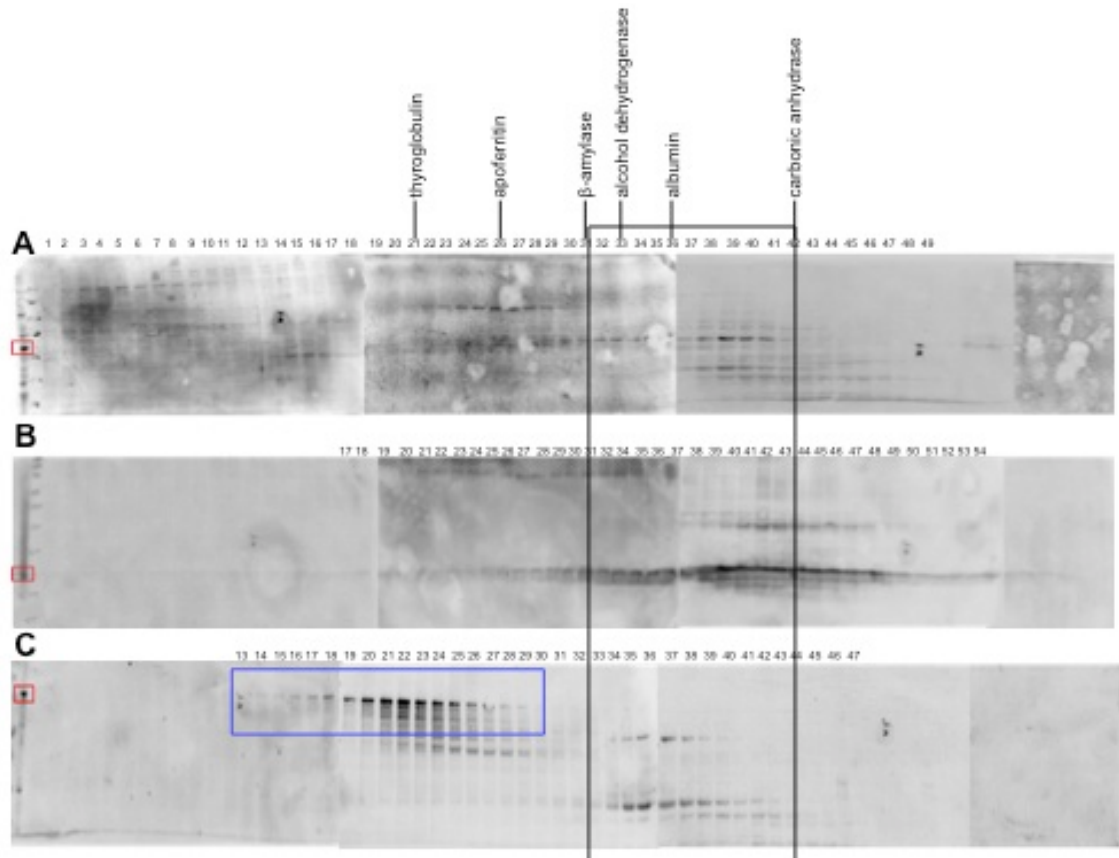 thyroglobulin
apoferritin
β-amylase
alcohol dehydrogenase
albumin
carbonic anhydrase
A
1 2 3 4 5 6 7 8 9 10 11 12 13 14 15 16 17 18 19 20 21 22 23 24 25 26 27 28 29 30 31 32 33 34 35 36 37 38 39 40 41 42 43 44 45 46 47 48 49
B
17 18 19 20 21 22 23 24 25 26 27 28 29 30 31 32 34 35 36 37 38 39 40 41 42 43 44 45 46 47 48 49 50 51 52 53 54
C
13 14 15 16 17 18 19 20 21 22 23 24 25 26 27 28 29 30 31 32 33 34 35 36 37 38 39 40 41 42 43 44 45 46 47